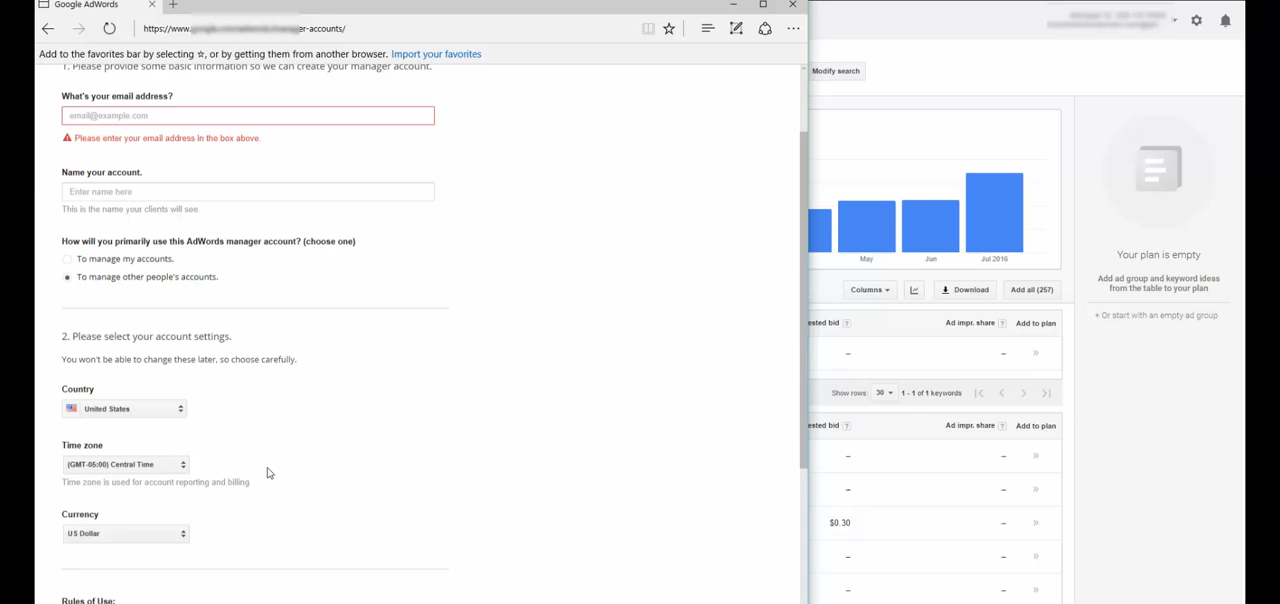 Google AdWords
https://www.
er-accounts/
Add to the favorites bar by selecting ☆, or by getting them from another browser. Import your favorites
1. Please provide some basic information so we can create your manager account.
What's your email address?
email@example.com
Please enter your email address in the box above.
Name your account.
Enter name here
This is the name your clients will see
How will you primarily use this AdWords manager account? (choose one)
To manage my accounts.
To manage other people's accounts.
2. Please select your account settings.
You won't be able to change these later, so choose carefully.
Country
United States
Time zone
(GMT-05:00) Central Time
Time zone is used for account reporting and billing
Currency
US Dollar
Rules of Use:
Modify search
May Jun Jul 2016
Columns Download Add all (257)
ested bid ? Ad impr. share ? Add to plan
– – »
Show rows: 30 1 - 1 of 1 keywords
ested bid ? Ad impr. share ? Add to plan
– – »
– – »
$0.30 – »
– – »
– – »
Your plan is empty
Add ad group and keyword ideas
from the table to your plan
+ Or start with an empty ad group